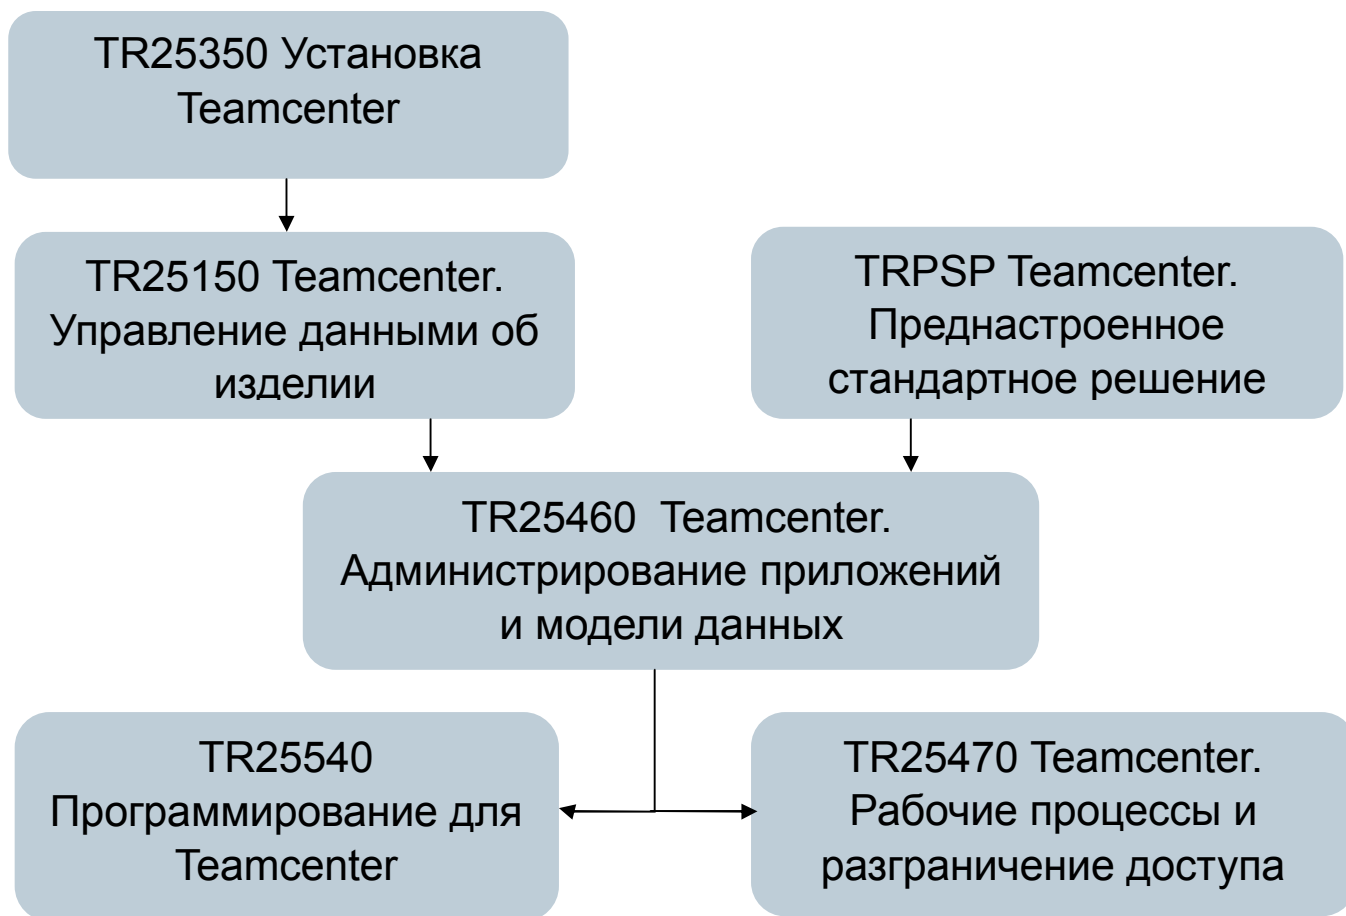 TR25350 Установка
Teamcenter
TR25150 Teamcenter.
Управление данными об
изделии
TRPSP Teamcenter.
Преднастроенное
стандартное решение
TR25460 Teamcenter.
Администрирование приложений
и модели данных
TR25540
Программирование для
Teamcenter
TR25470 Teamcenter.
Рабочие процессы и
разграничение доступа